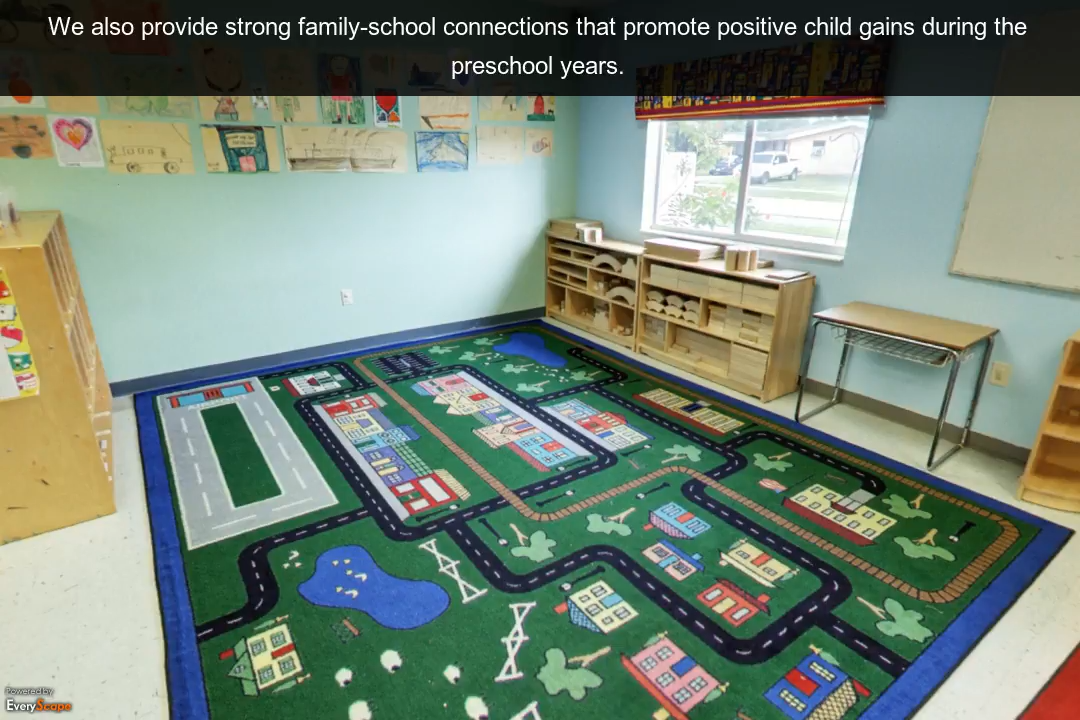 We also provide strong family-school connections that promote positive child gains during the
preschool years.
Powered by
EveryScape